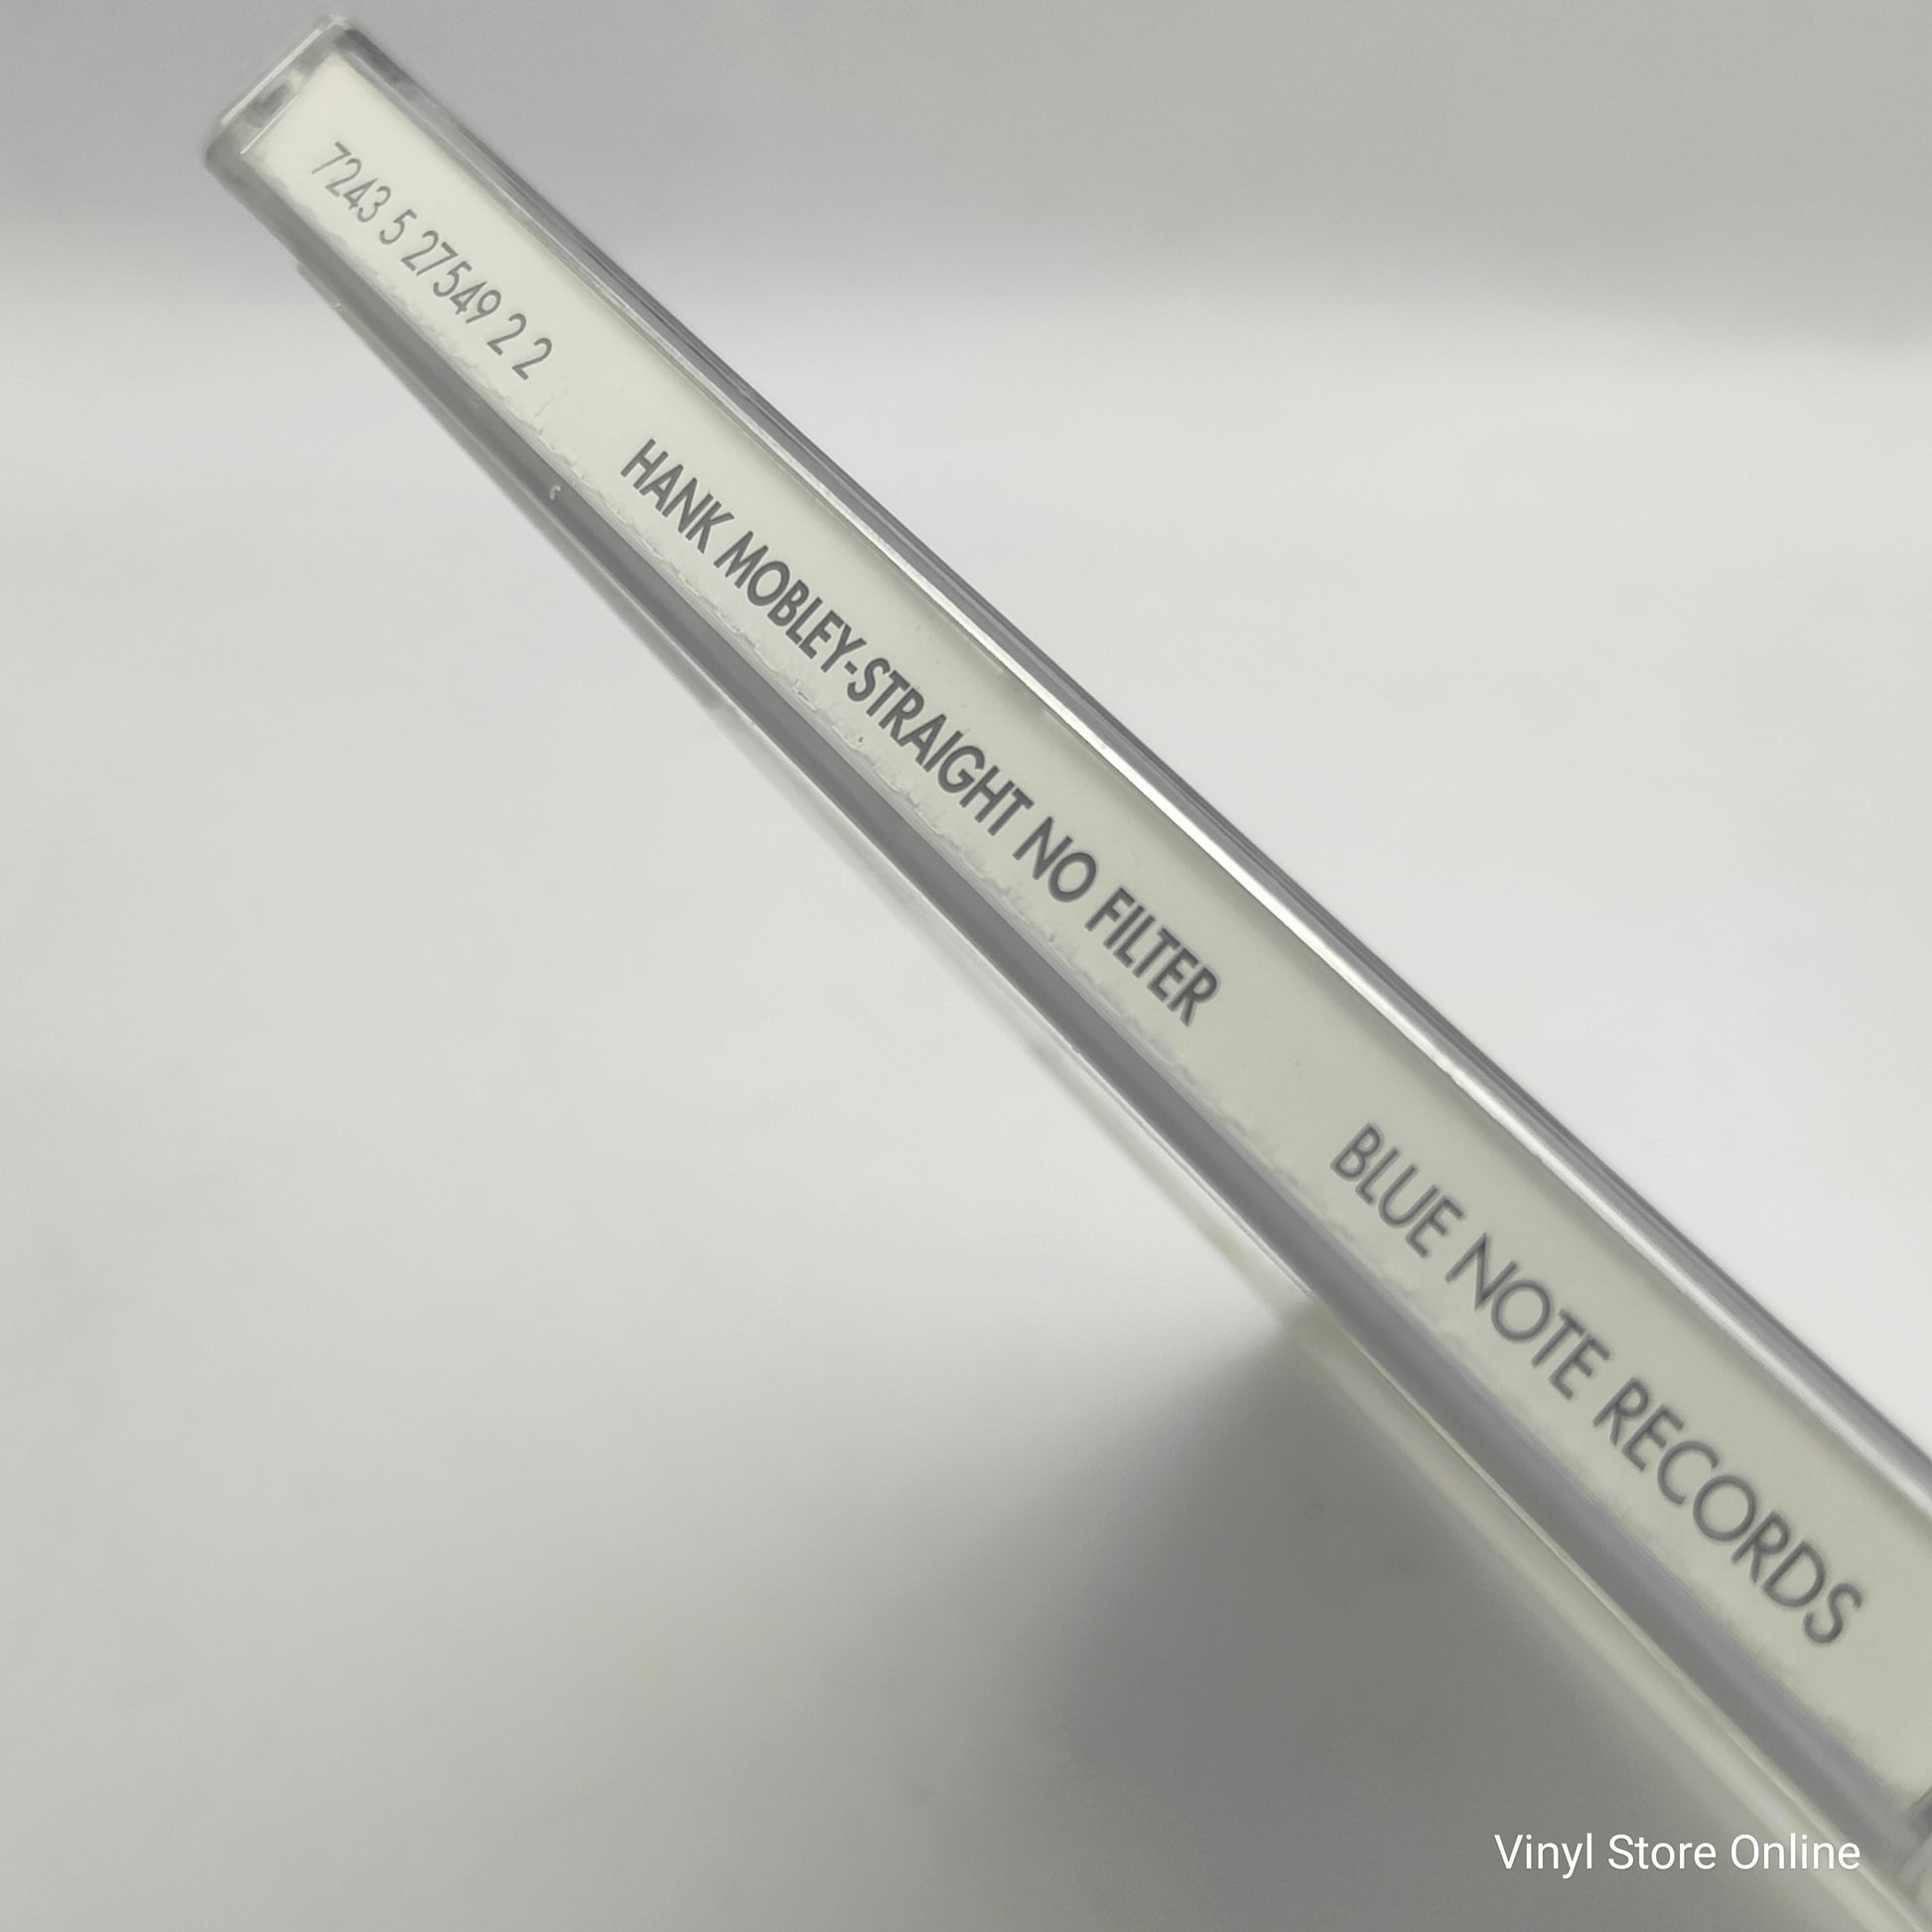 7243 5 27549 2 2 HANK MOBLEY-STRAIGHT NO FILTER BLUE NOTE RECORDS
Vinyl Store Online